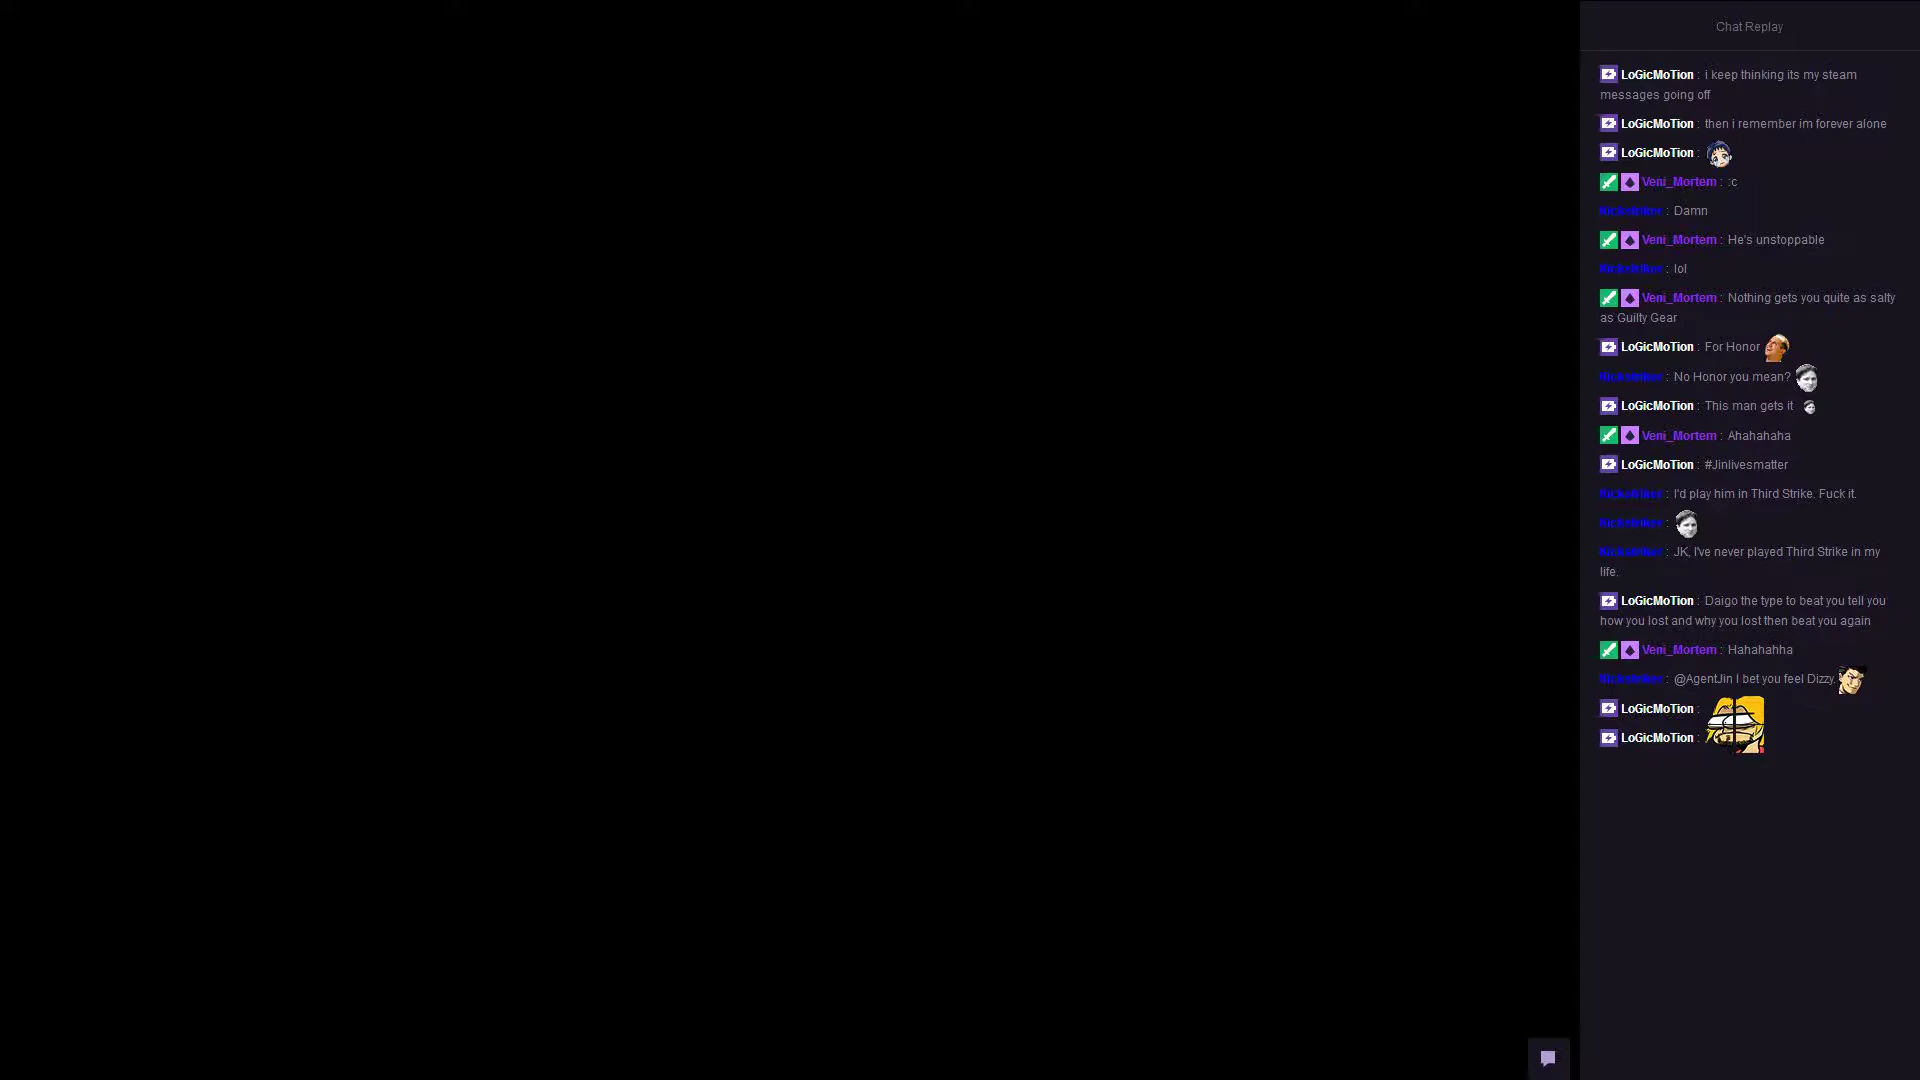 Chat Replay
LoGicMoTion : i keep thinking its my steam
messages going off
LoGicMoTion : then i remember im forever alone
LoGicMoTion :
Veni_Mortem : :c
: Damn
Veni_Mortem : He's unstoppable
: lol
Veni_Mortem : Nothing gets you quite as salty
as Guilty Gear
LoGicMoTion : For Honor
: No Honor you mean?
LoGicMoTion : This man gets it
Veni_Mortem : Ahahahaha
LoGicMoTion : #Jinlivesmatter
: I'd play him in Third Strike. Fuck it.
:
: JK, I've never played Third Strike in my
life.
LoGicMoTion : Daigo the type to beat you tell you
how you lost and why you lost then beat you again
Veni_Mortem : Hahahahha
: @AgentJin I bet you feel Dizzy.
LoGicMoTion :
LoGicMoTion :